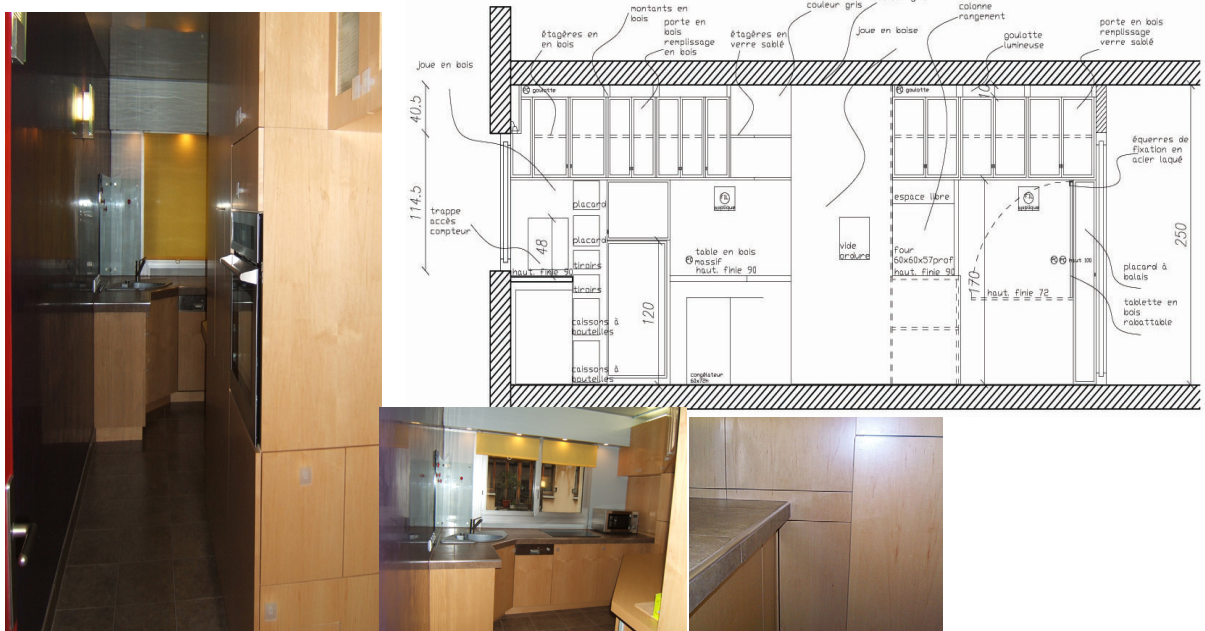 montants en
bois
couleur gris
colonne
rangement
étagères en
en bois
porte en
bois
remplissage
en bois
étagères en
verre sablé
joue en boise
goulotte
lumineuse
porte en bois
remplissage
verre sablé
joue en bois
goulotte
goulotte
40.5
114.5
10
équerres de
fixation en
acier laqué
trappe
accès
compteur
placard
placard
tiroirs
tiroirs
caissons à
bouteilles
caissons à
bouteilles
48
haut. finie 90
120
applique
table en bois
massif
haut. finie 90
congélateur
vide
ordure
espace libre
four
60x60x57prof
haut. finie 90
170
applique
haut 100
haut. finie 72
placard à
balais
tablette en
bois
rabattable
250